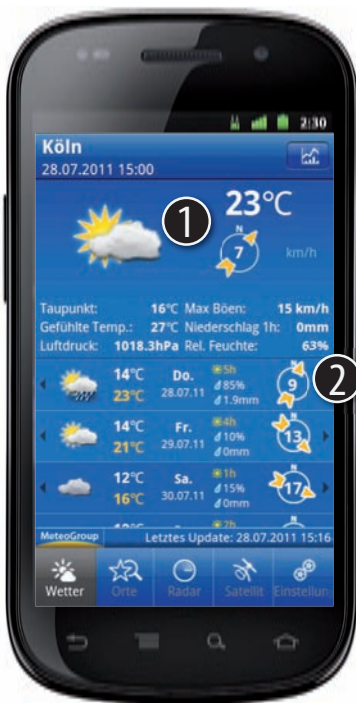 2:30
Köln
28.07.2011 15:00
1
23°C
N
7
km/h
Taupunkt: 16°C Max Böen: 15 km/h
Gefühlte Temp.: 27°C Niederschlag 1h: 0mm
Luftdruck: 1018.3hPa Rel. Feuchte: 63%
2
14°C Do. 5h N
23°C 28.07.11 85% 9
1.9mm
14°C Fr. 4h N
21°C 29.07.11 10% 13
0mm
12°C Sa. 1h N
16°C 30.07.11 15% 17
0mm
2h
MeteoGroup Letztes Update: 28.07.2011 15:16
Wetter Orte Radar Satellit Einstellun